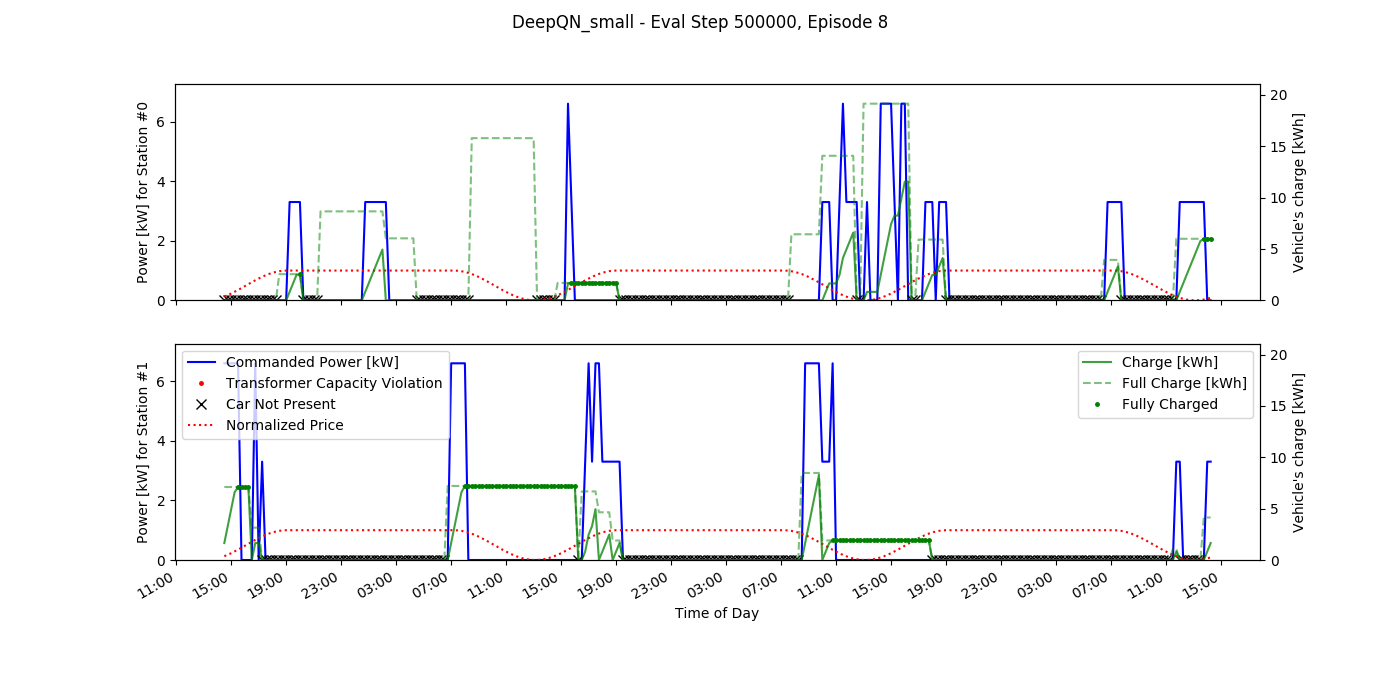 DeepQN_small - Eval Step 500000, Episode 8
Power [kW] for Station #0
0
2
4
6
0
5
10
15
20
Vehicle's charge [kWh]
Power [kW] for Station #1
0
2
4
6
Commanded Power [kW]
Transformer Capacity Violation
Car Not Present
Normalized Price
Charge [kWh]
Full Charge [kWh]
Fully Charged
0
5
10
15
20
Vehicle's charge [kWh]
11:00 15:00 19:00 23:00 03:00 07:00 11:00 15:00 19:00 23:00 03:00 07:00 11:00 15:00 19:00 23:00 03:00 07:00 11:00 15:00
Time of Day